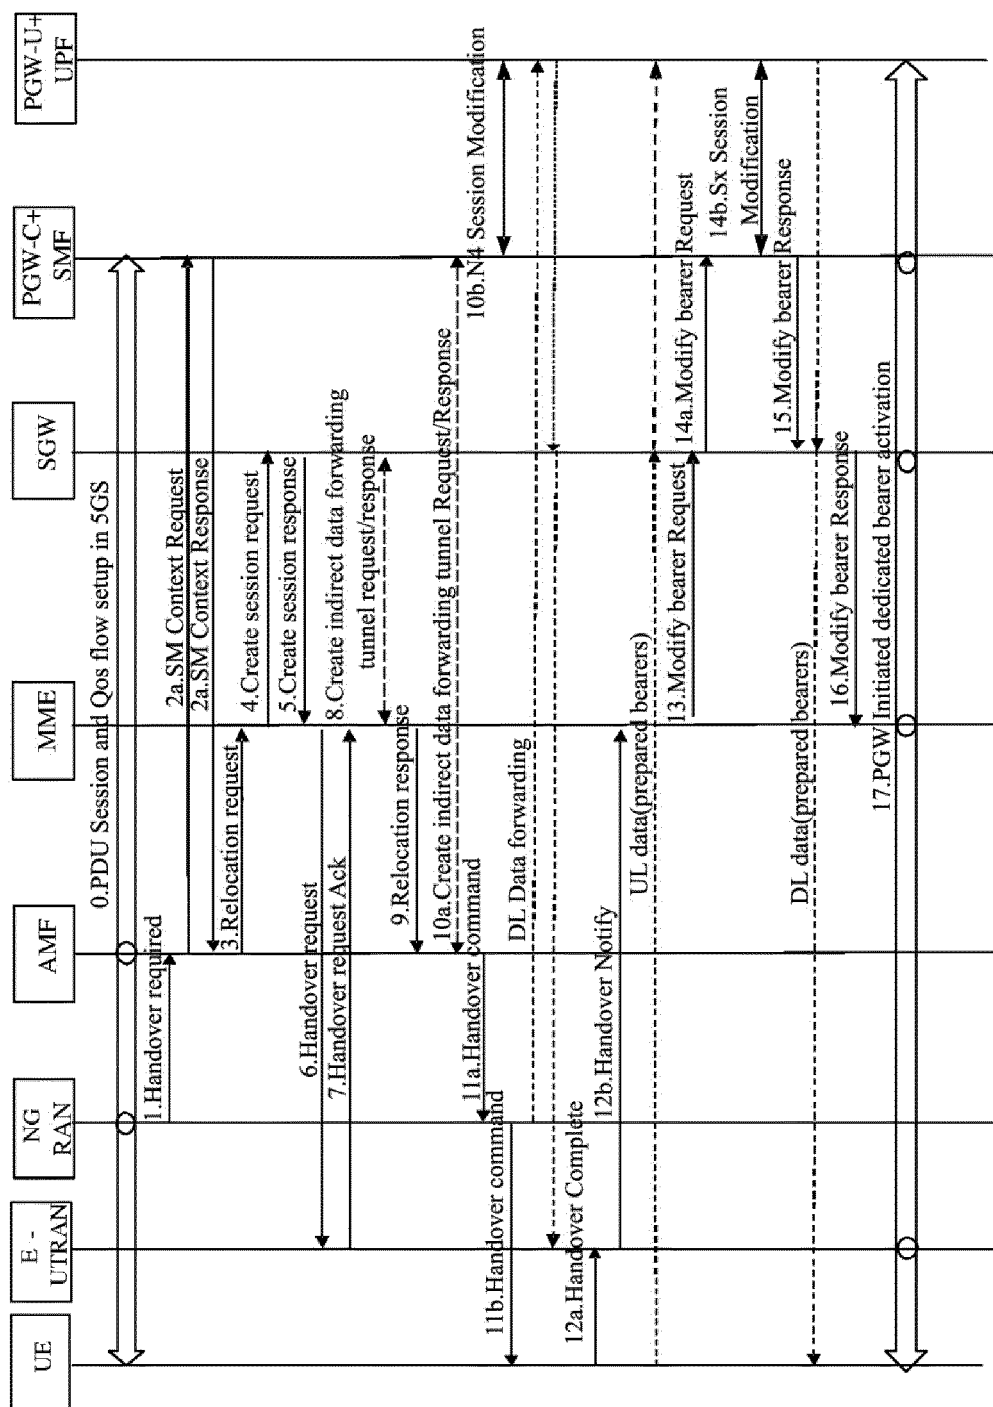 UE
E -
UTRAN
NG
RAN
AMF
MME
SGW
PGW-C+
SMF
PGW-U+
UPF
0.PDU Session and Qos flow setup in 5GS
1.Handover required
2a.SM Context Request
2a.SM Context Response
3.Relocation request
4.Create session request
5.Create session response
6.Handover request
7.Handover request Ack
8.Create indirect data forwarding
tunnel request/response
9.Relocation response
10a.Create indirect data forwarding tunnel Request/Response
10b.N4 Session Modification
11a.Handover command
11b.Handover command
DL Data forwarding
12a.Handover Complete
12b.Handover Notify
UL data(prepared bearers)
13.Modify bearer Request
14a.Modify bearer Request
14b.Sx Session
Modification
15.Modify bearer Response
DL data(prepared bearers)
16.Modify bearer Response
17.PGW Initiated dedicated bearer activation